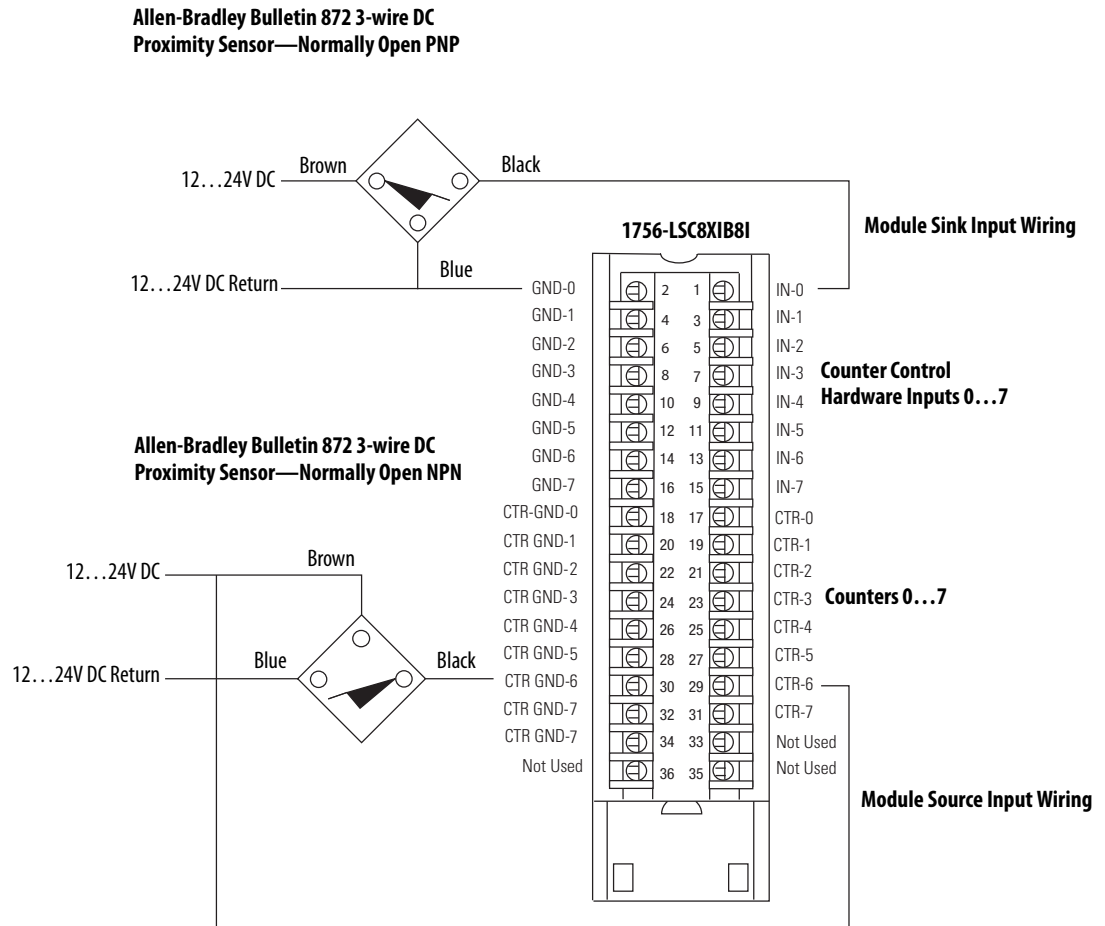 Allen-Bradley Bulletin 872 3-wire DC
Proximity Sensor—Normally Open PNP
12…24V DC
Brown
Black
12…24V DC Return
Blue
1756-LSC8XIB8I
Module Sink Input Wiring
GND-0 2 1 IN-0
GND-1 4 3 IN-1
GND-2 6 5 IN-2
GND-3 8 7 IN-3
GND-4 10 9 IN-4
GND-5 12 11 IN-5
GND-6 14 13 IN-6
GND-7 16 15 IN-7
CTR-GND-0 18 17 CTR-0
CTR GND-1 20 19 CTR-1
CTR GND-2 22 21 CTR-2
CTR GND-3 24 23 CTR-3
CTR GND-4 26 25 CTR-4
CTR GND-5 28 27 CTR-5
CTR GND-6 30 29 CTR-6
CTR GND-7 32 31 CTR-7
CTR GND-7 34 33 Not Used
Not Used 36 35 Not Used
Counter Control
Hardware Inputs 0…7
Counters 0…7
Allen-Bradley Bulletin 872 3-wire DC
Proximity Sensor—Normally Open NPN
12…24V DC
Brown
12…24V DC Return
Blue
Black
Module Source Input Wiring